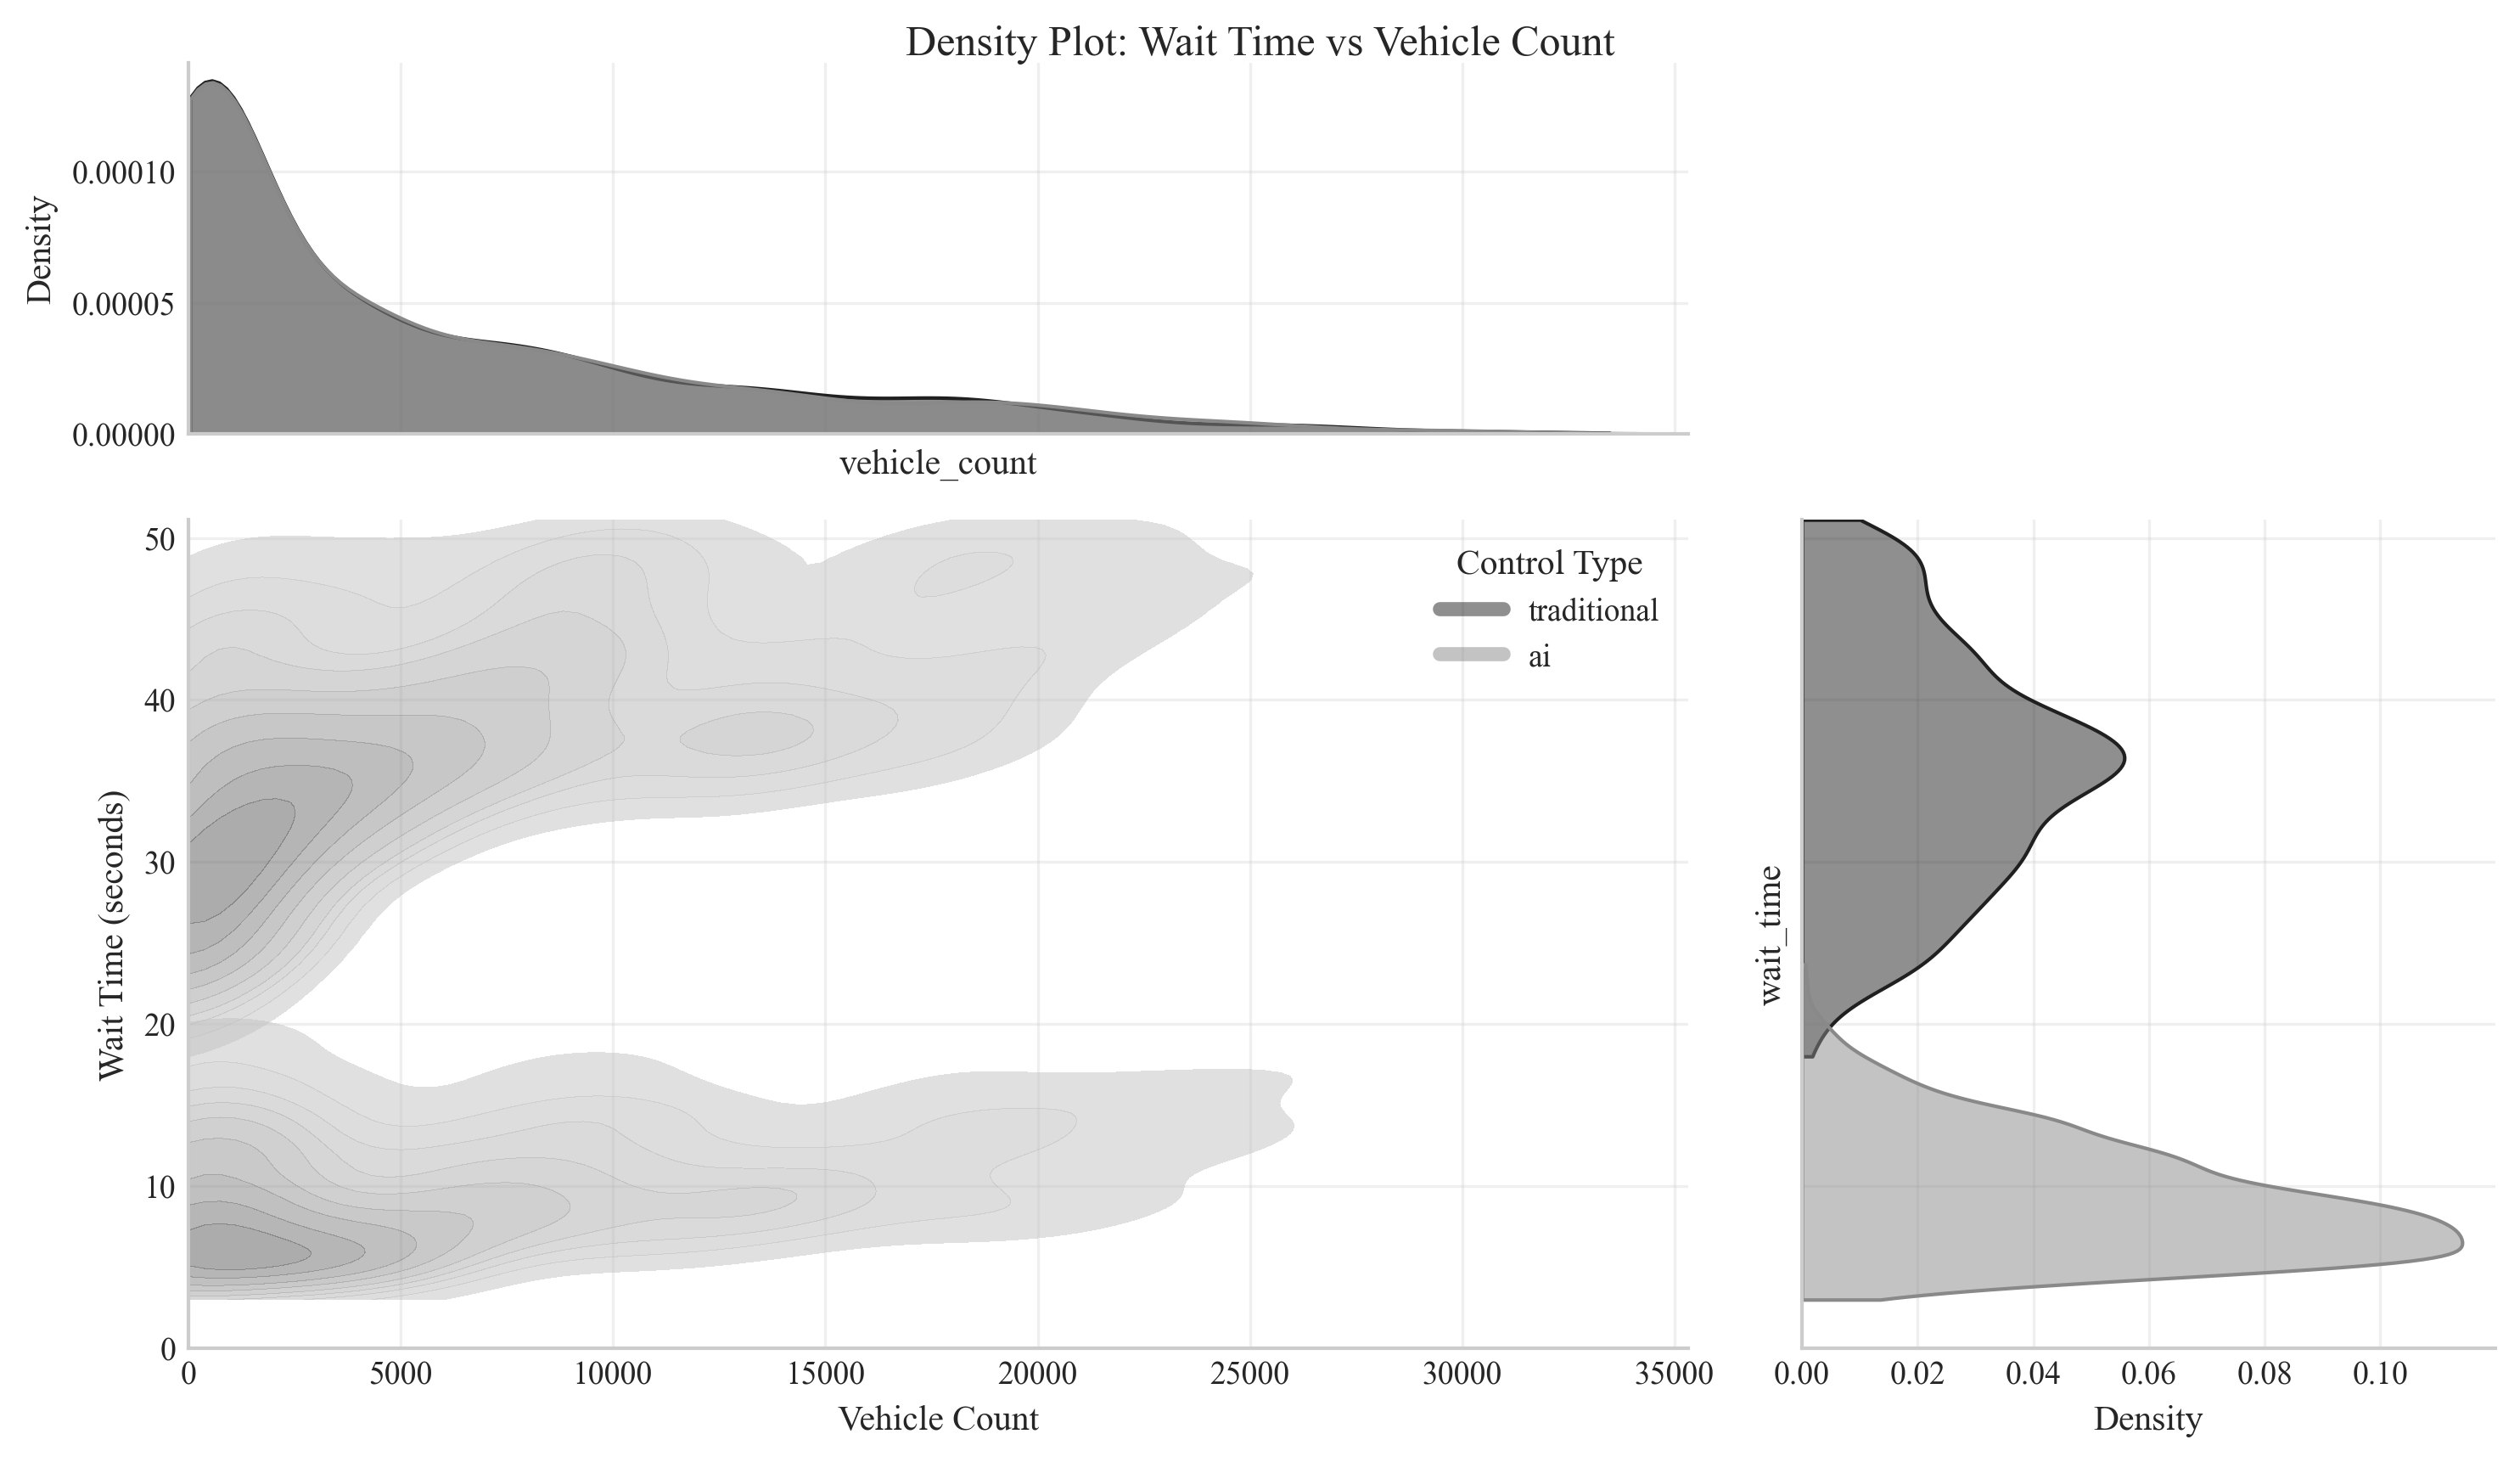 Density Plot: Wait Time vs Vehicle Count
Density
0.00010
0.00005
0.00000
vehicle_count
Wait Time (seconds)
50
40
30
20
10
0
0 5000 10000 15000 20000 25000 30000 35000
Vehicle Count
Control Type
traditional
ai
wait_time
0.00 0.02 0.04 0.06 0.08 0.10
Density